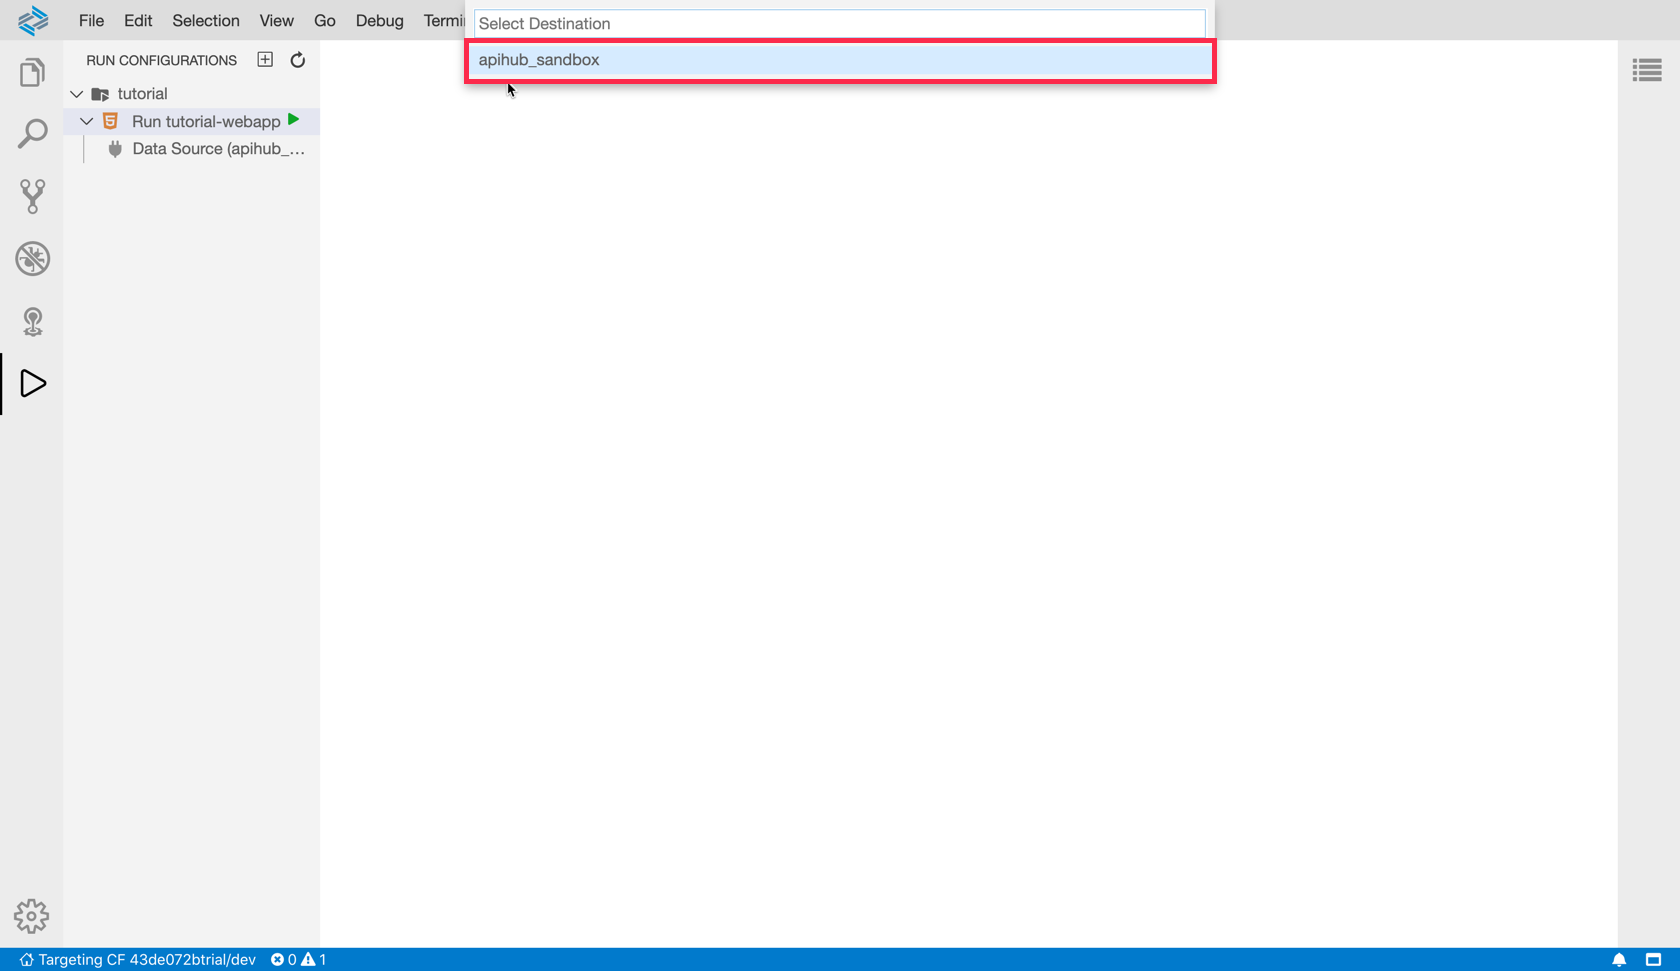 File Edit Selection View Go Debug Termi
Select Destination
apihub_sandbox
RUN CONFIGURATIONS
tutorial
Run tutorial-webapp
Data Source (apihub_...
Targeting CF 43de072btrial/dev 0 1